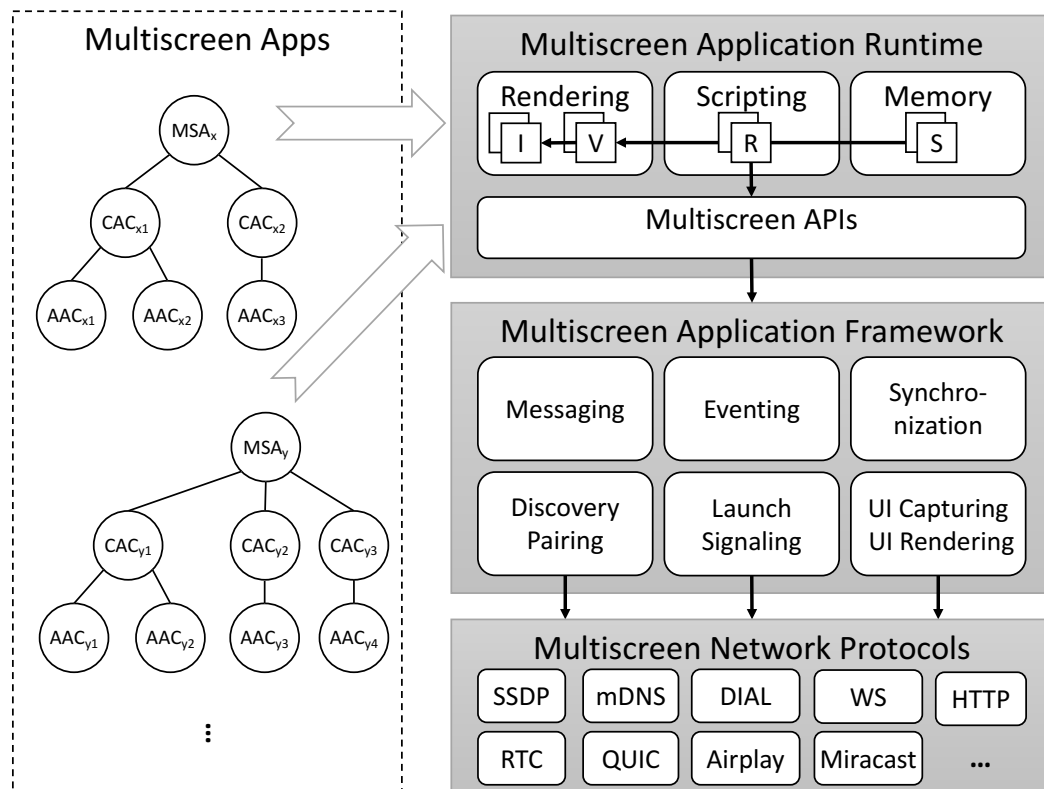 Multiscreen Apps
MSAx
CACx1
CACx2
AACx1
AACx2
AACx3
MSAy
CACy1
CACy2
CACy3
AACy1
AACy2
AACy3
AACy4
...
Multiscreen Application Runtime
Rendering
Scripting
Memory
I
V
R
S
Multiscreen APIs
Multiscreen Application Framework
Messaging
Eventing
Synchro-
nization
Discovery
Pairing
Launch
Signaling
UI Capturing
UI Rendering
Multiscreen Network Protocols
SSDP
mDNS
DIAL
WS
HTTP
RTC
QUIC
Airplay
Miracast
...